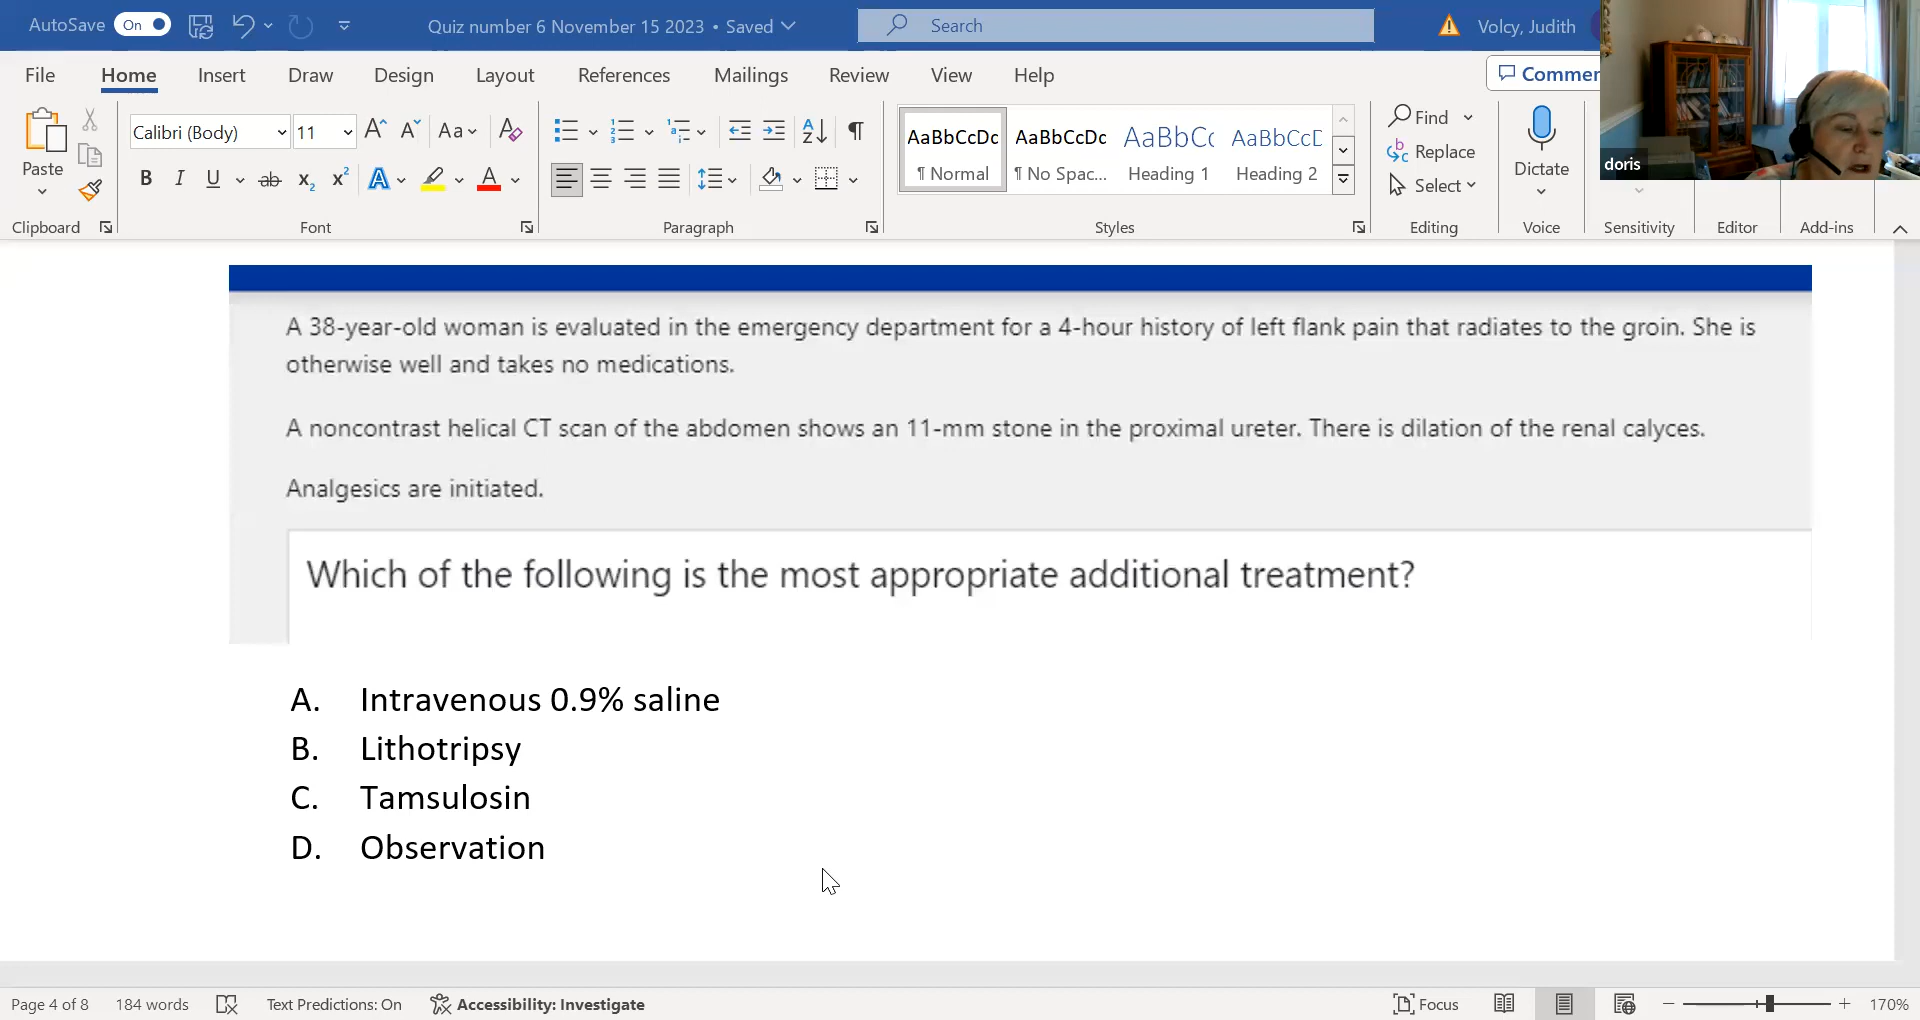 AutoSave On Quiz number 6 November 15 2023 • Saved Search Volcy, Judith
File Home Insert Draw Design Layout References Mailings Review View Help
doris
Paste
Calibri (Body) 11 Aa
B I U ab x2 x2 A A
AaBbCcDc AaBbCcDc AaBbCc AaBbCcD
¶ Normal ¶ No Spac... Heading 1 Heading 2
Find
Replace
Select
Dictate
Clipboard Font Paragraph Styles Editing Voice Sensitivity Editor Add-ins
A 38-year-old woman is evaluated in the emergency department for a 4-hour history of left flank pain that radiates to the groin. She is
otherwise well and takes no medications.
A noncontrast helical CT scan of the abdomen shows an 11-mm stone in the proximal ureter. There is dilation of the renal calyces.
Analgesics are initiated.
Which of the following is the most appropriate additional treatment?
A. Intravenous 0.9% saline
B. Lithotripsy
C. Tamsulosin
D. Observation
Page 4 of 8 184 words Text Predictions: On Accessibility: Investigate Focus 170%